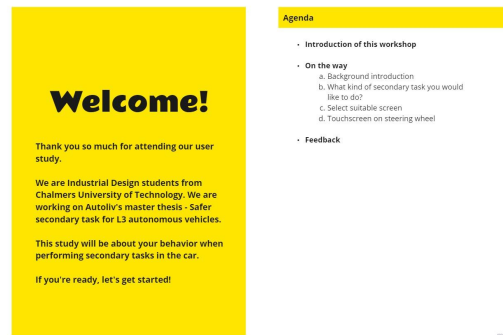 Welcome!
Thank you so much for attending our user
study.
We are Industrial Design students from
Chalmers University of Technology. We are
working on Autoliv's master thesis - Safer
secondary task for L3 autonomous vehicles.
This study will be about your behavior when
performing secondary tasks in the car.
If you're ready, let's get started!
Agenda
• Introduction of this workshop
• On the way
a. Background introduction
b. What kind of secondary task you would
like to do?
c. Select suitable screen
d. Touchscreen on steering wheel
• Feedback